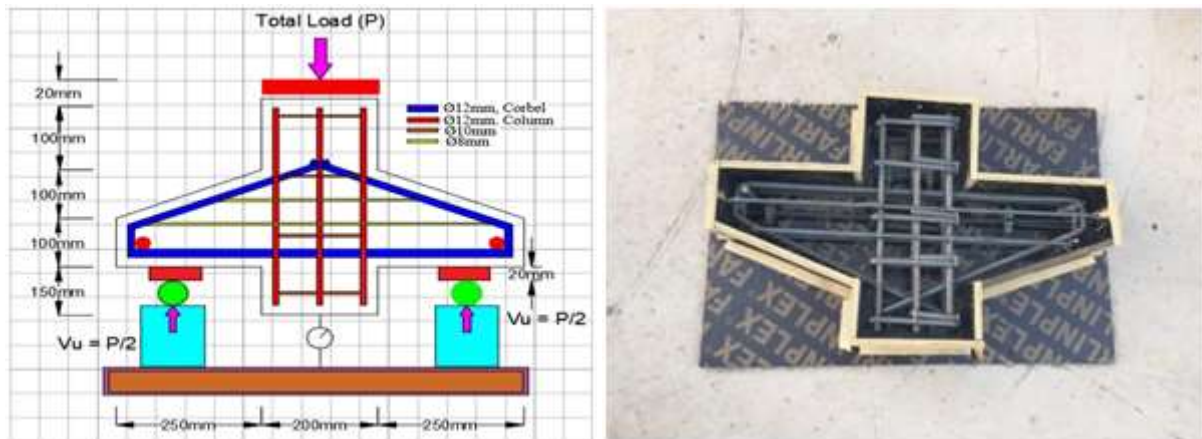 Total Load (P)
20mm
100mm
100mm
100mm
150mm
Ø12mm, Corbel
Ø12mm. Column
Ø10mm
Ø8mm
20mm
Vu = P/2
Vu = P/2
250mm
200mm
250mm
FARLINPLEX
FARLINPLEX